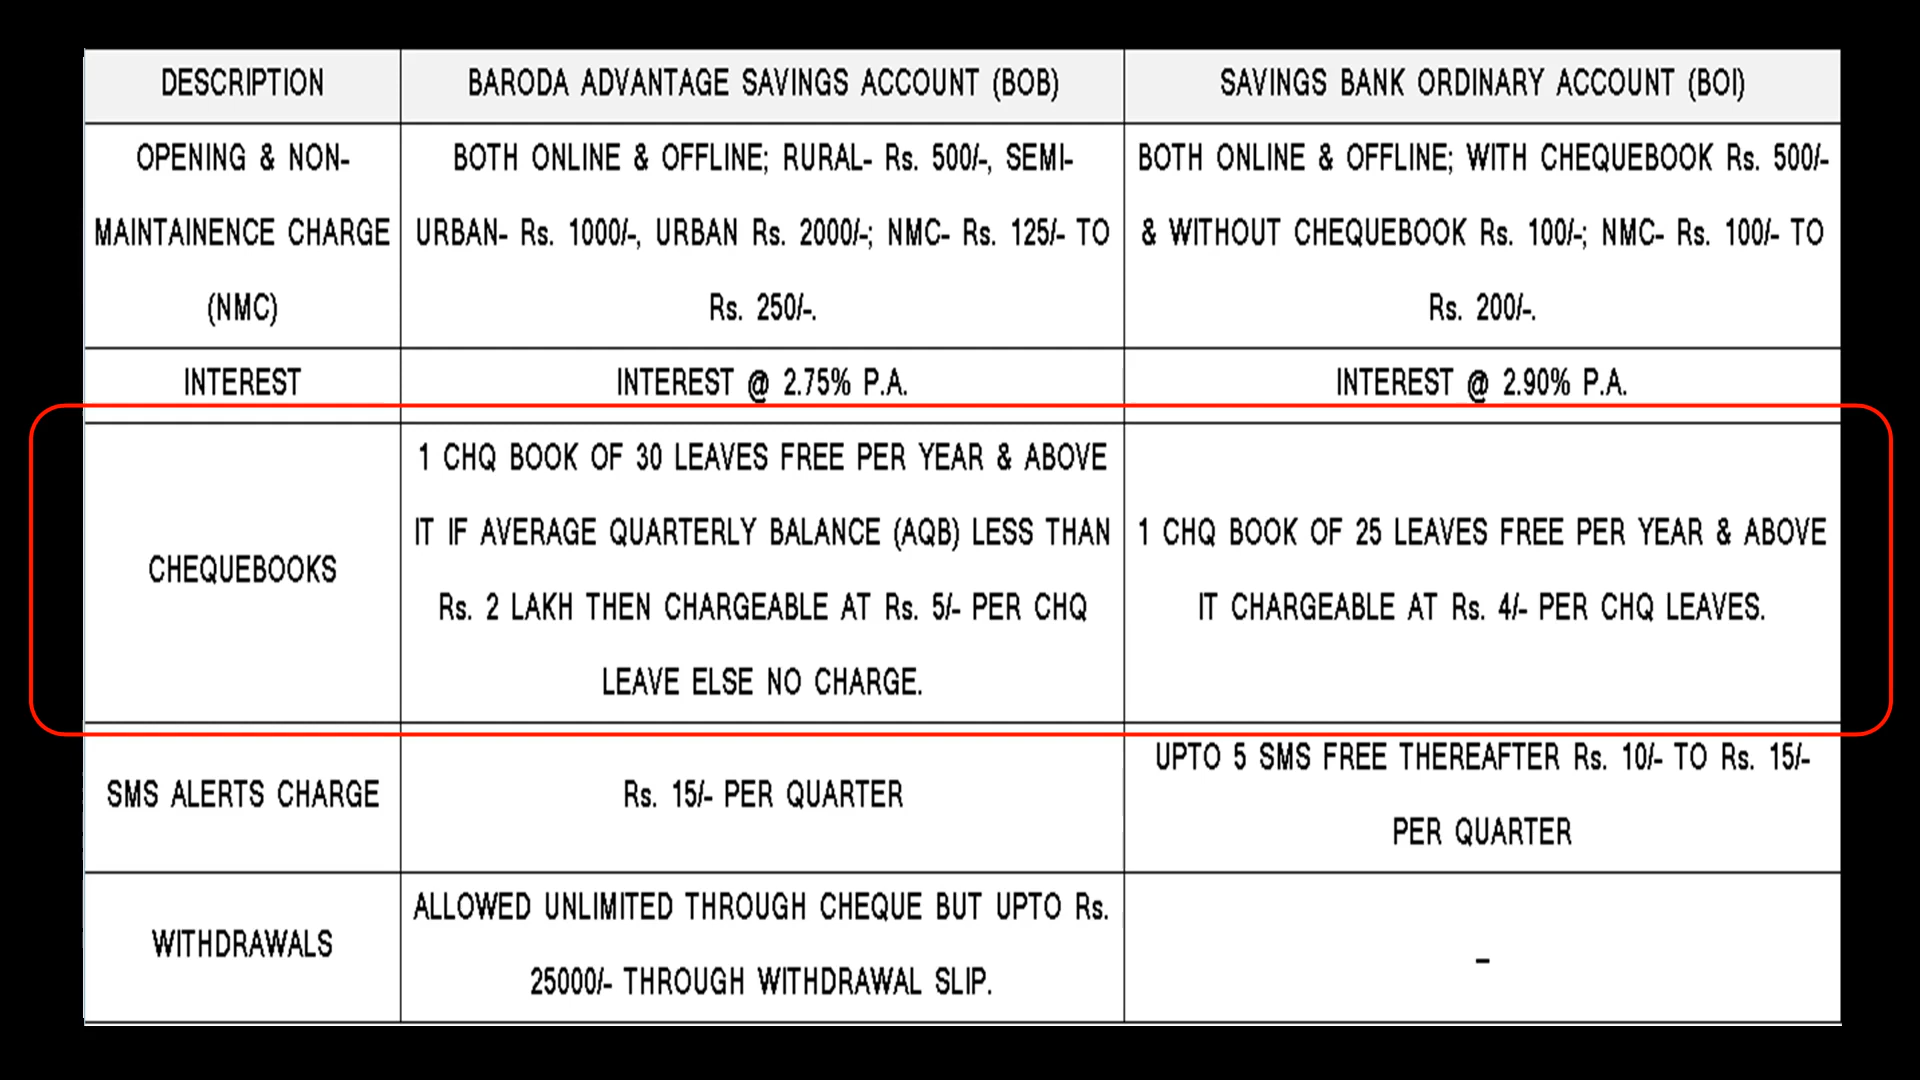 DESCRIPTION
BARODA ADVANTAGE SAVINGS ACCOUNT (BOB)
SAVINGS BANK ORDINARY ACCOUNT (BOI)
OPENING & NON-
MAINTAINENCE CHARGE
(NMC)
BOTH ONLINE & OFFLINE; RURAL- Rs. 500/-, SEMI-
URBAN- Rs. 1000/-, URBAN Rs. 2000/-; NMC- Rs. 125/- TO
Rs. 250/-.
BOTH ONLINE & OFFLINE; WITH CHEQUEBOOK Rs. 500/-
& WITHOUT CHEQUEBOOK Rs. 100/-; NMC- Rs. 100/- TO
Rs. 200/-.
INTEREST
INTEREST @ 2.75% P.A.
INTEREST @ 2.90% P.A.
CHEQUEBOOKS
1 CHQ BOOK OF 30 LEAVES FREE PER YEAR & ABOVE
IT IF AVERAGE QUARTERLY BALANCE (AQB) LESS THAN
Rs. 2 LAKH THEN CHARGEABLE AT Rs. 5/- PER CHQ
LEAVE ELSE NO CHARGE.
1 CHQ BOOK OF 25 LEAVES FREE PER YEAR & ABOVE
IT CHARGEABLE AT Rs. 4/- PER CHQ LEAVES.
SMS ALERTS CHARGE
Rs. 15/- PER QUARTER
UPTO 5 SMS FREE THEREAFTER Rs. 10/- TO Rs. 15/-
PER QUARTER
WITHDRAWALS
ALLOWED UNLIMITED THROUGH CHEQUE BUT UPTO Rs.
25000/- THROUGH WITHDRAWAL SLIP.
–